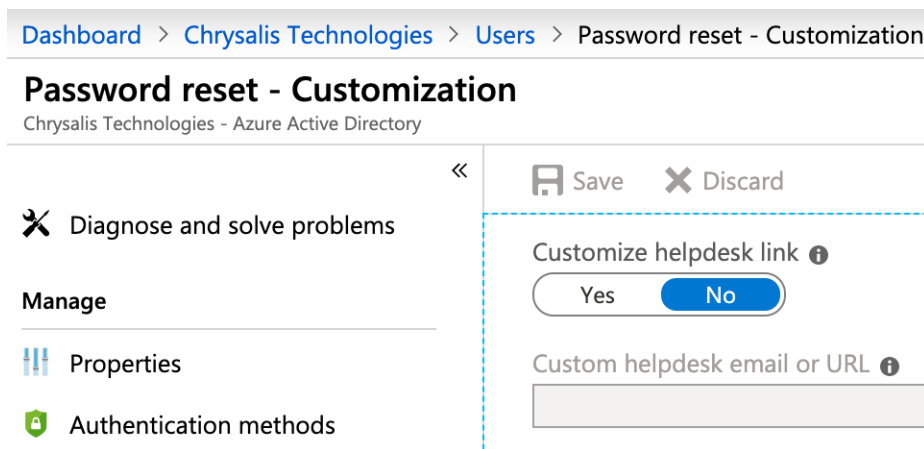 Dashboard > Chrysalis Technologies > Users > Password reset - Customization
Password reset - Customization
Chrysalis Technologies - Azure Active Directory
«
Save Discard
Diagnose and solve problems
Customize helpdesk link
Yes No
Manage
Properties
Custom helpdesk email or URL
Authentication methods